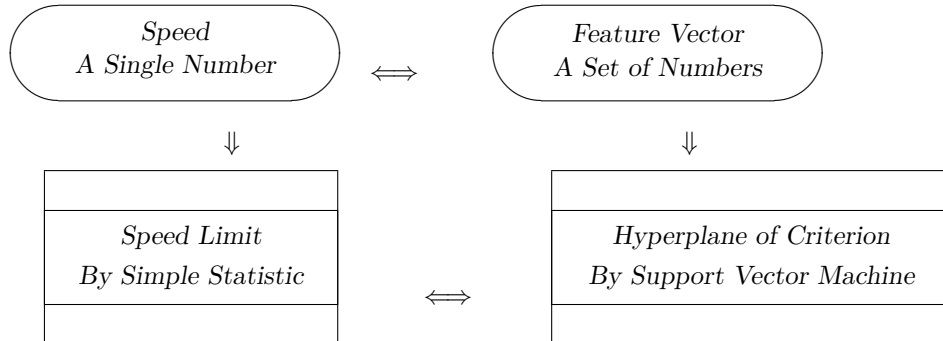 Speed
A Single Number
⇐⇒
Feature Vector
A Set of Numbers
⇓
⇓
Speed Limit
By Simple Statistic
⇐⇒
Hyperplane of Criterion
By Support Vector Machine